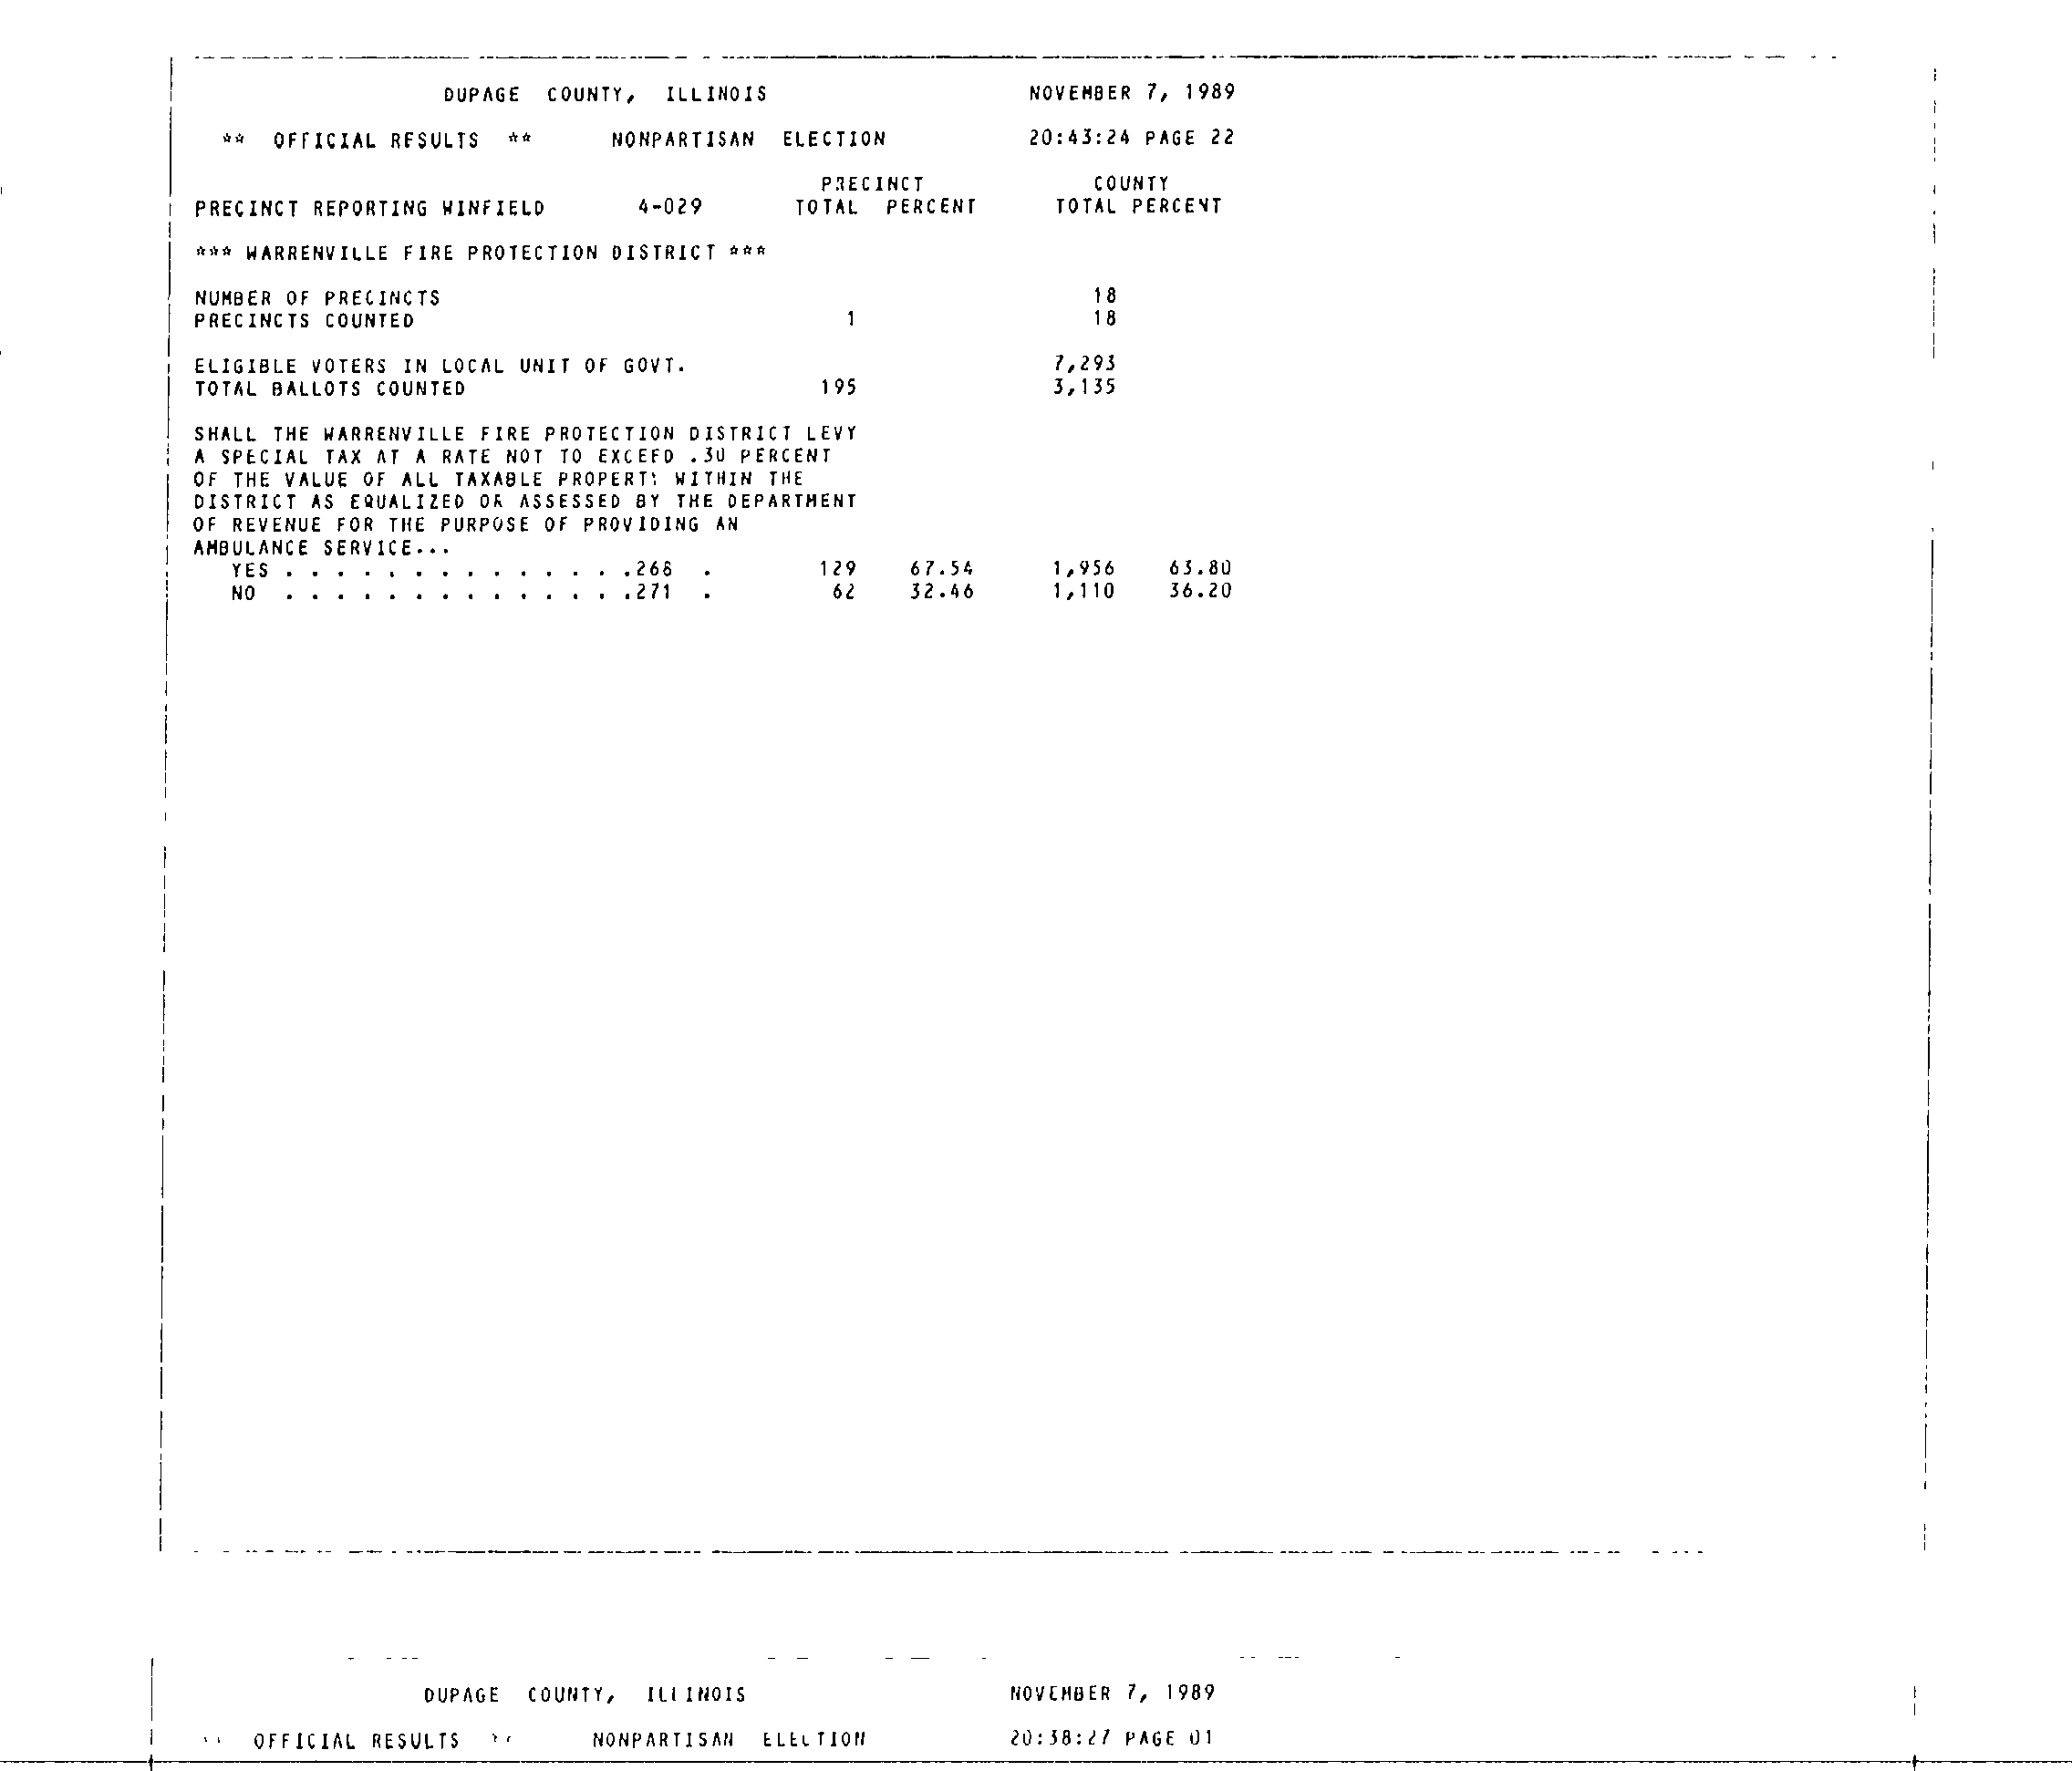 DUPAGE COUNTY, ILLINOIS NOVEMBER 7, 1989
** OFFICIAL RESULTS ** NONPARTISAN ELECTION 20:43:24 PAGE 22
PRECINCT COUNTY
PRECINCT REPORTING WINFIELD 4-029 TOTAL PERCENT TOTAL PERCENT
*** WARRENVILLE FIRE PROTECTION DISTRICT ***
NUMBER OF PRECINCTS 18
PRECINCTS COUNTED 1 18
ELIGIBLE VOTERS IN LOCAL UNIT OF GOVT. 7,293
TOTAL BALLOTS COUNTED 195 3,135
SHALL THE WARRENVILLE FIRE PROTECTION DISTRICT LEVY
A SPECIAL TAX AT A RATE NOT TO EXCEED .30 PERCENT
OF THE VALUE OF ALL TAXABLE PROPERTY WITHIN THE
DISTRICT AS EQUALIZED OR ASSESSED BY THE DEPARTMENT
OF REVENUE FOR THE PURPOSE OF PROVIDING AN
AMBULANCE SERVICE...
YES . . . . . . . . . . . . . .268 . 129 67.54 1,956 63.80
NO . . . . . . . . . . . . . .271 . 62 32.46 1,110 36.20
DUPAGE COUNTY, ILLINOIS NOVEMBER 7, 1989
OFFICIAL RESULTS NONPARTISAN ELECTION 20:38:27 PAGE 01